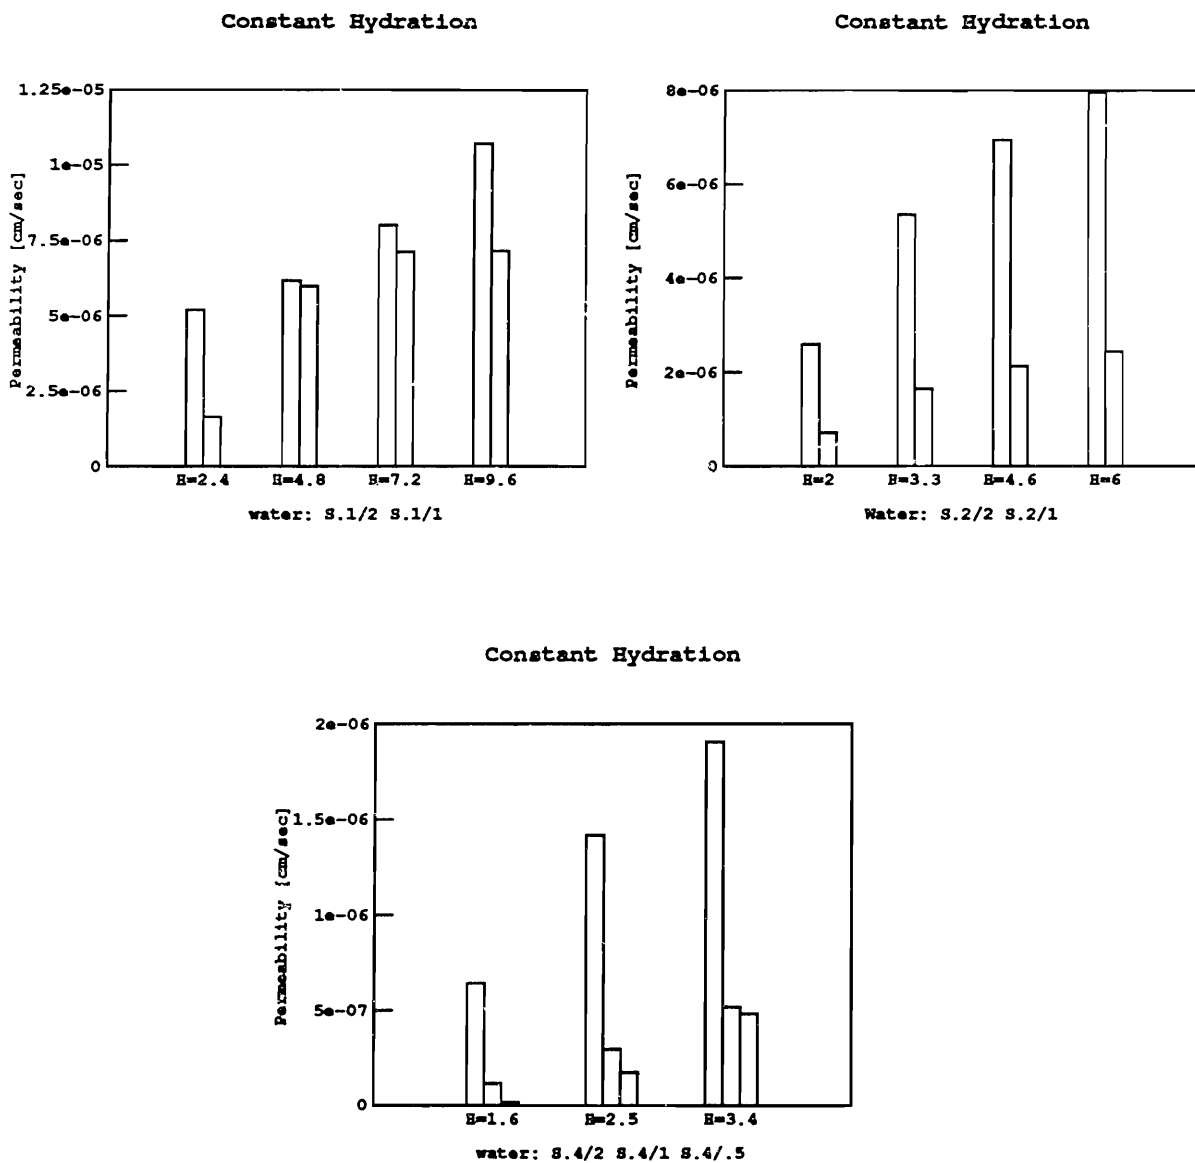 Constant Hydration
Constant Hydration
Permeability [cm/sec]
1.25e-05
1e-05
7.5e-06
5e-06
2.5e-06
0
H=2.4 H=4.8 H=7.2 H=9.6
water: S.1/2 S.1/1
Permeability [cm/sec]
8e-06
6e-06
4e-06
2e-06
0
H=2 H=3.3 H=4.6 H=6
Water: S.2/2 S.2/1
Constant Hydration
Permeability [cm/sec]
2e-06
1.5e-06
1e-06
5e-07
0
H=1.6 H=2.5 H=3.4
water: S.4/2 S.4/1 S.4/.5